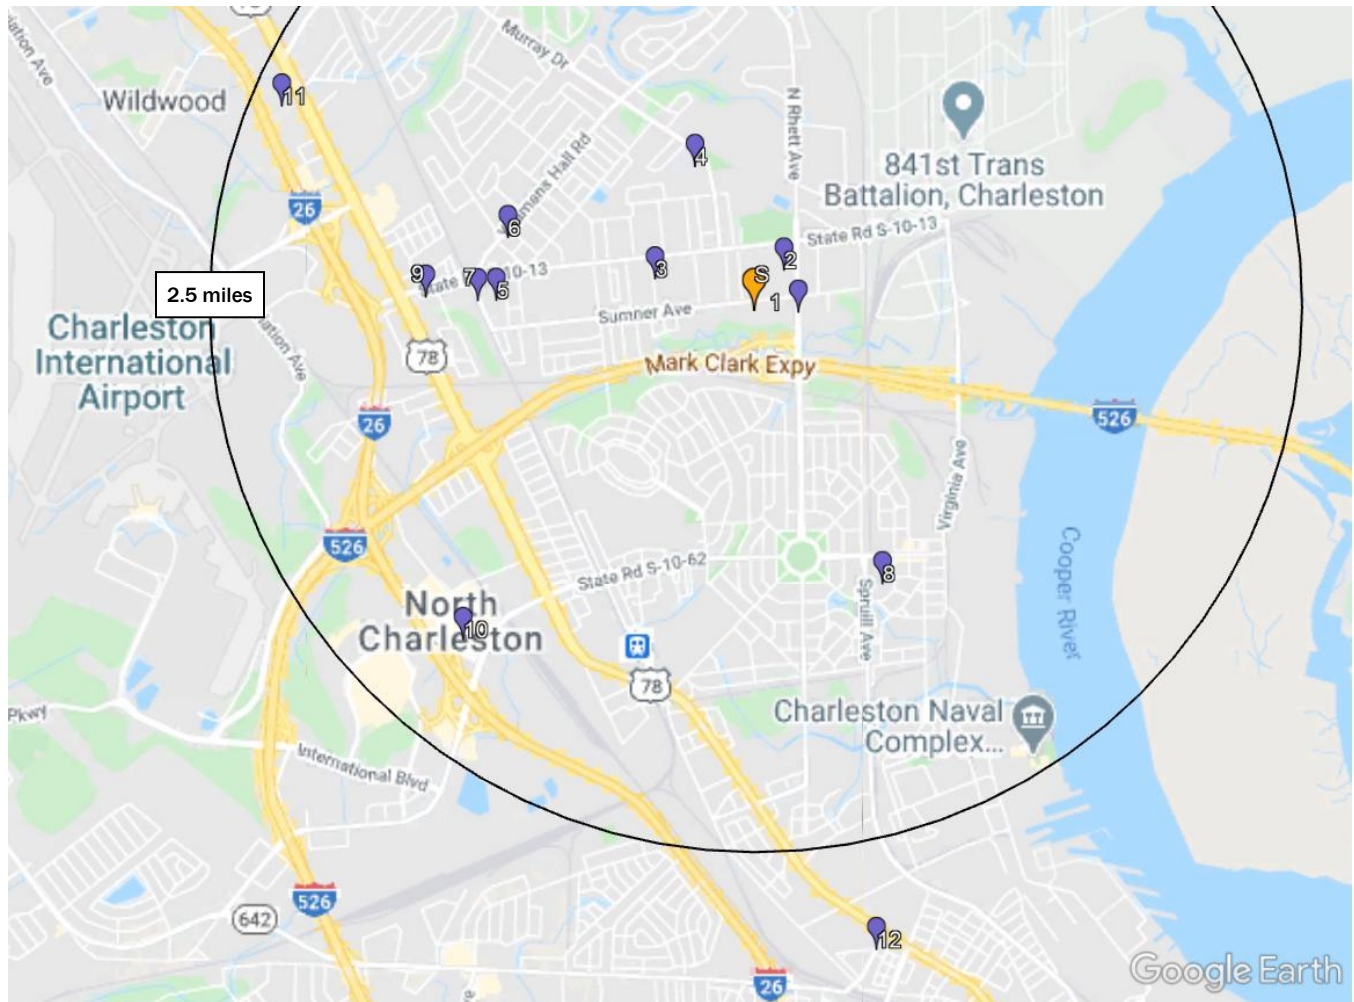 78
Murray Dr
Wildwood
11
N Rhett Ave
841st Trans
Battalion, Charleston
4
26
6
State Rd S-10-13
2
3
9
7
5
S
1
2.5 miles
Sumner Ave
Charleston
International
Airport
78
Mark Clark Expy
26
526
Virginia Ave
526
State Rd S-10-62
8
Cooper River
Spruill Ave
North
Charleston
10
78
Charleston Naval
Complex...
Pkwy
International Blvd
526
642
12
26
Google Earth